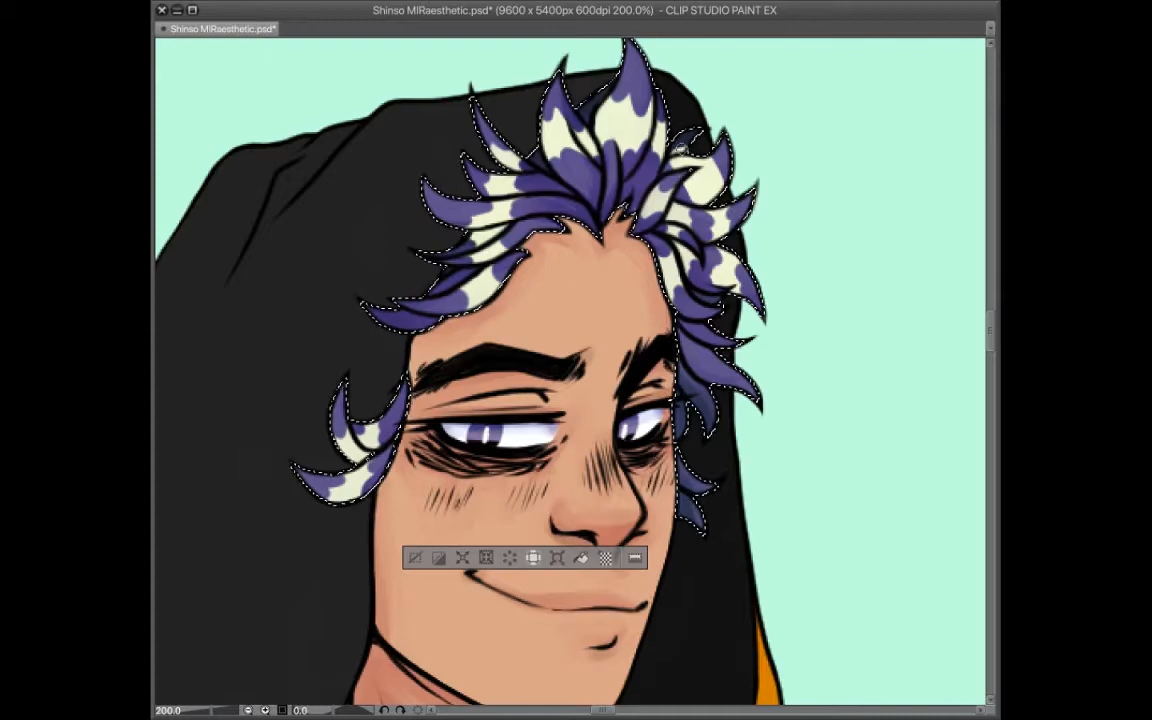 Shinso MIRaesthetic.psd* (9600 x 5400px 600dpi 200.0%) - CLIP STUDIO PAINT EX
Shinso MIRaesthetic.psd*
200.0
0.0